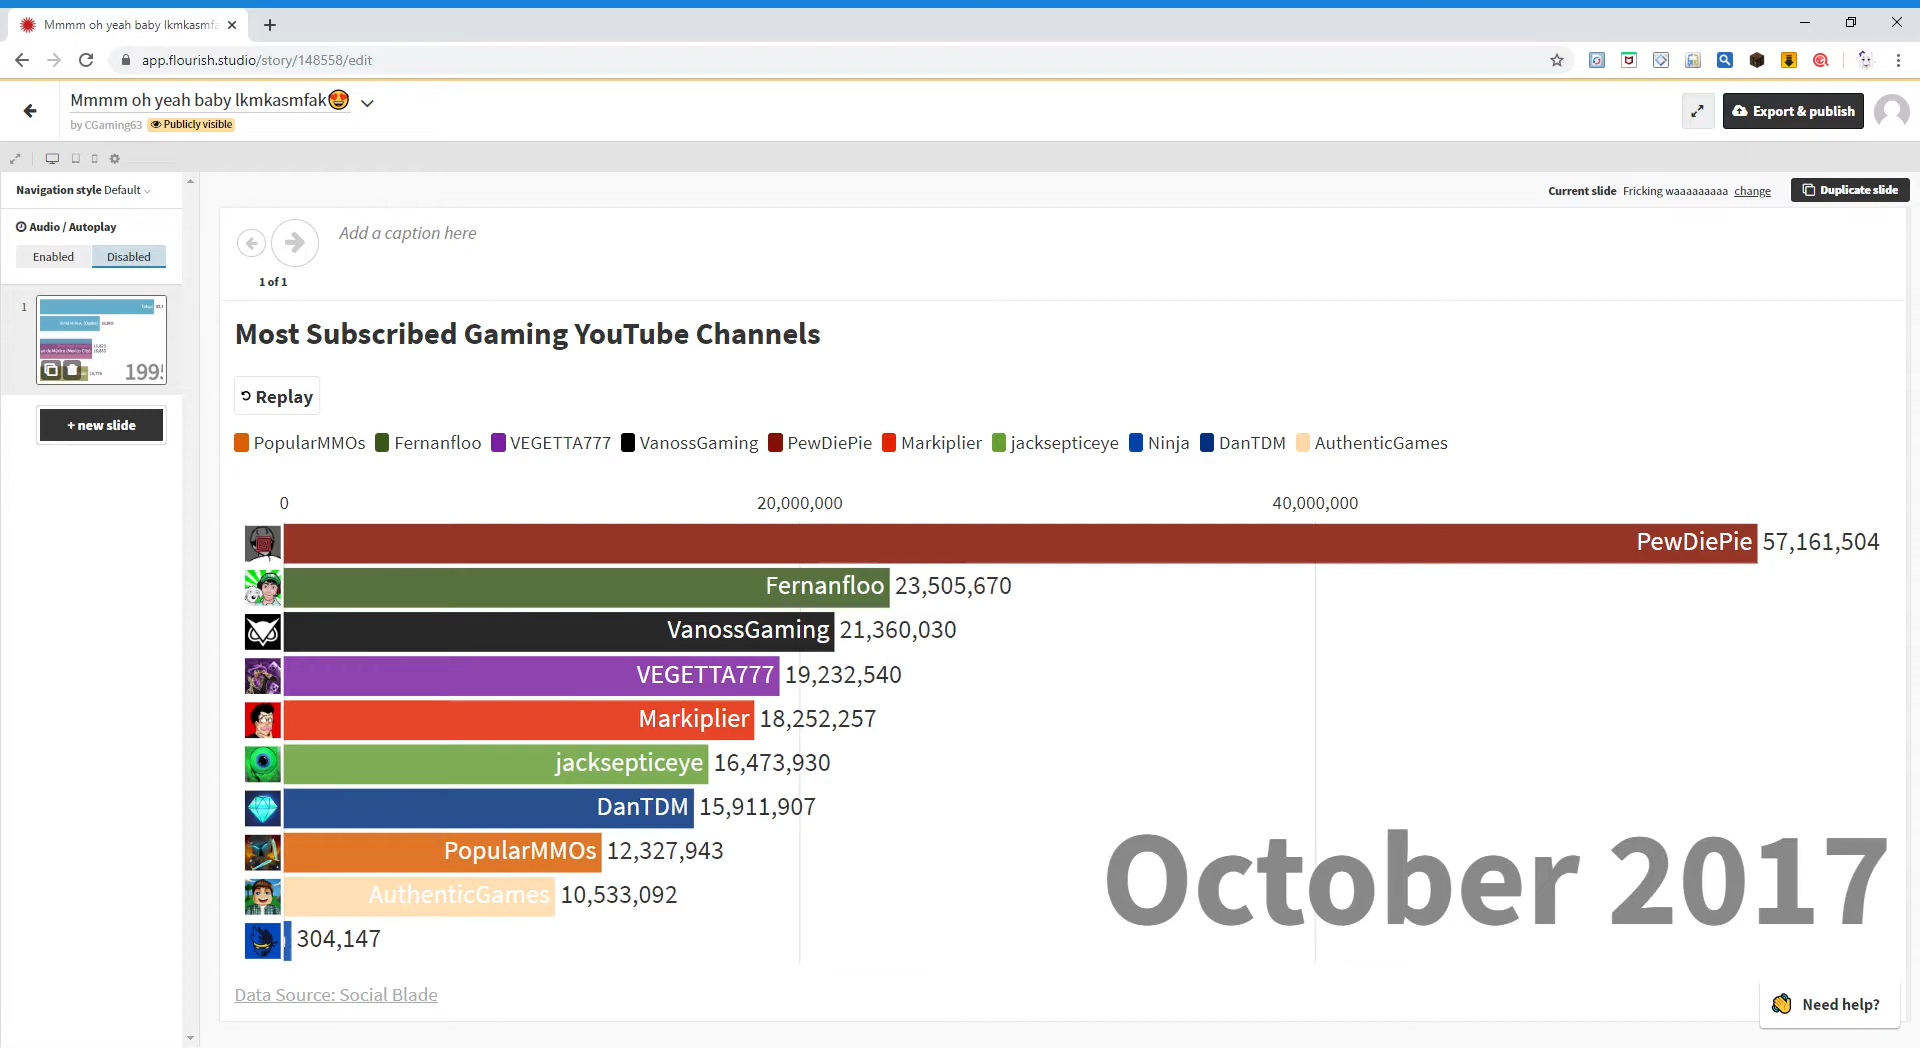 Mmmm oh yeah baby lkmkasmfa
app.flourish.studio/story/148558/edit
Mmmm oh yeah baby lkmkasmfak😍
by CGaming63 Publicly visible
Export & publish
Navigation style Default
Current slide Fricking waaaaaaaaa change
Duplicate slide
Audio / Autoplay
Enabled Disabled
Add a caption here
1 of 1
1
1995
+ new slide
Most Subscribed Gaming YouTube Channels
Replay
PopularMMOs Fernanfloo VEGETTA777 VanossGaming PewDiePie Markiplier jacksepticeye Ninja DanTDM AuthenticGames
0 20,000,000 40,000,000
PewDiePie 57,161,504
Fernanfloo 23,505,670
VanossGaming 21,360,030
VEGETTA777 19,232,540
Markiplier 18,252,257
jacksepticeye 16,473,930
DanTDM 15,911,907
PopularMMOs 12,327,943
AuthenticGames 10,533,092
304,147
October 2017
Data Source: Social Blade
Need help?